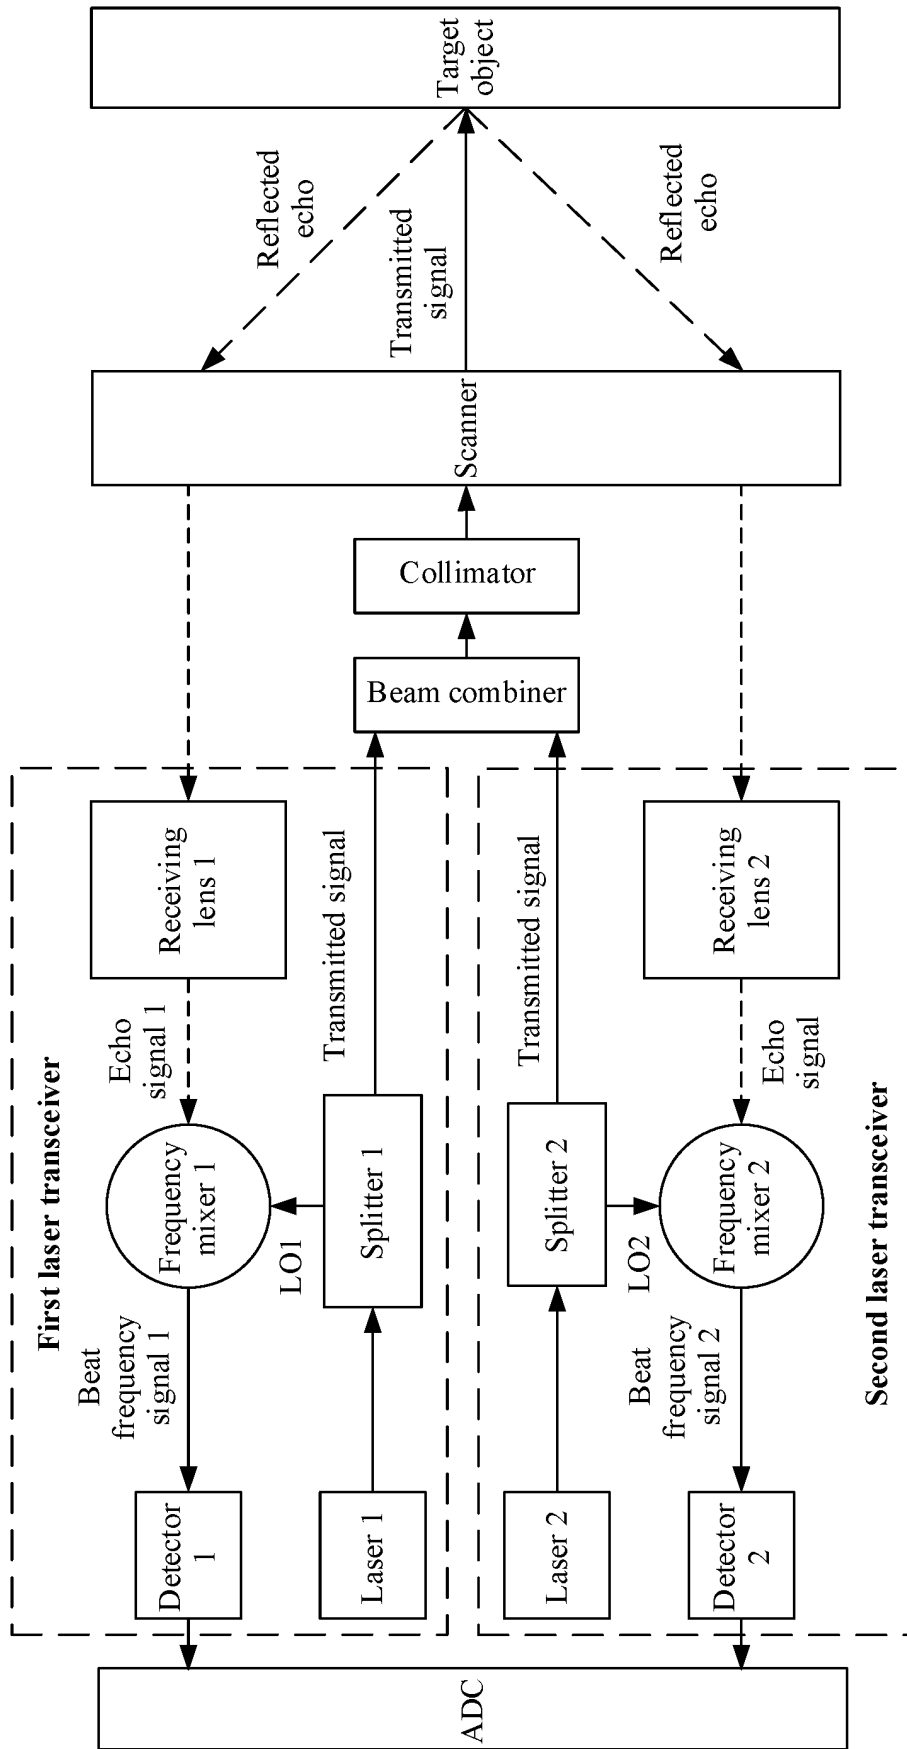 First laser transceiver
ADC
Detector
1
Beat
frequency
signal 1
Frequency
mixer 1
Echo
signal 1
Receiving
lens 1
Laser 1
LO1
Splitter 1
Transmitted signal
Beam combiner
Collimator
Scanner
Reflected
echo
Transmitted
signal
Reflected
echo
Target
object
Laser 2
Splitter 2
Transmitted signal
LO2
Detector
2
Beat
frequency
signal 2
Frequency
mixer 2
Echo
signal
Receiving
lens 2
Second laser transceiver